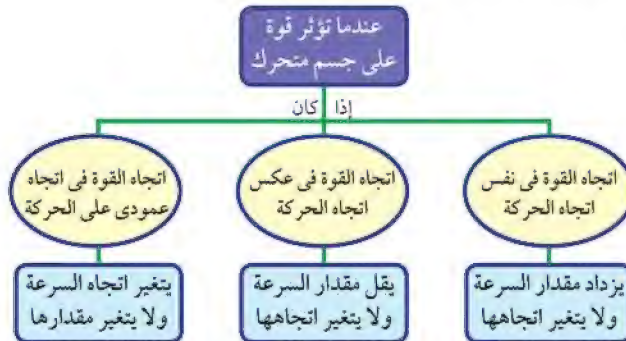 عندما تؤثر قوة
على جسم متحرك
إذا كان
اتجاه القوة فى نفس
اتجاه الحركة
اتجاه القوة فى عكس
اتجاه الحركة
اتجاه القوة فى اتجاه
عمودى على الحركة
يزداد مقدار السرعة
ولا يتغير اتجاهها
يقل مقدار السرعة
ولا يتغير اتجاهها
يتغير اتجاه السرعة
ولا يتغير مقدارها